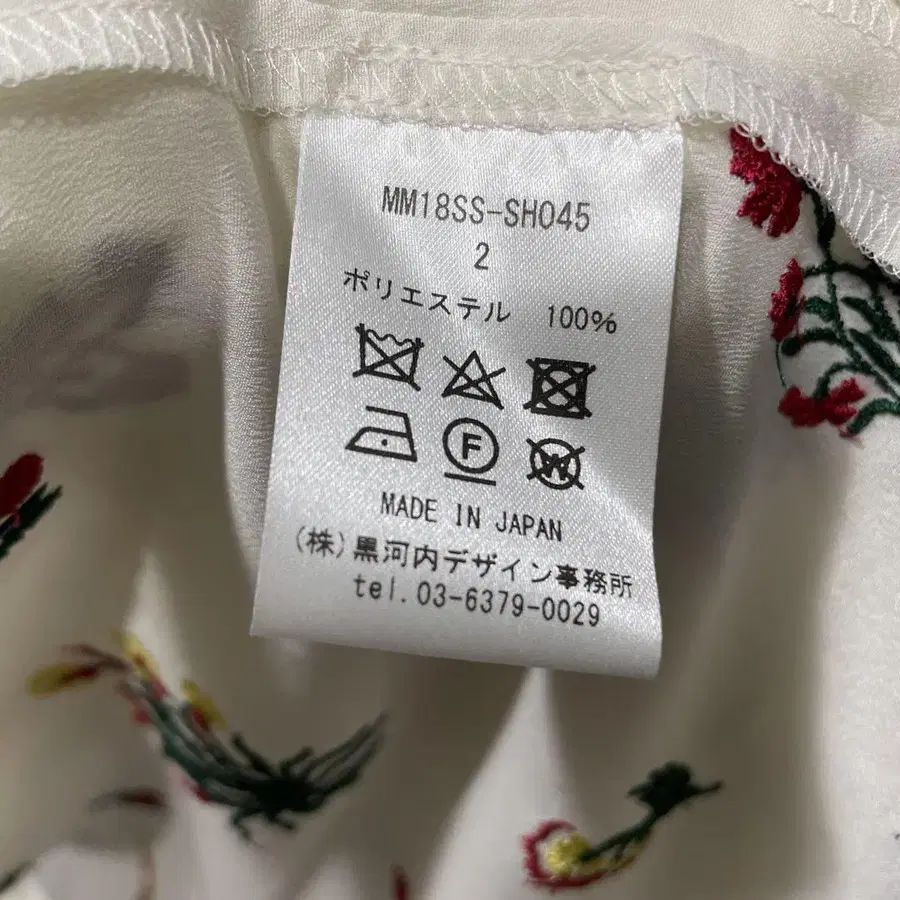 MM18SS-SH045
2
ポリエステル 100%
F W
MADE IN JAPAN
(株)黒河内デザイン事務所
tel.03-6379-0029